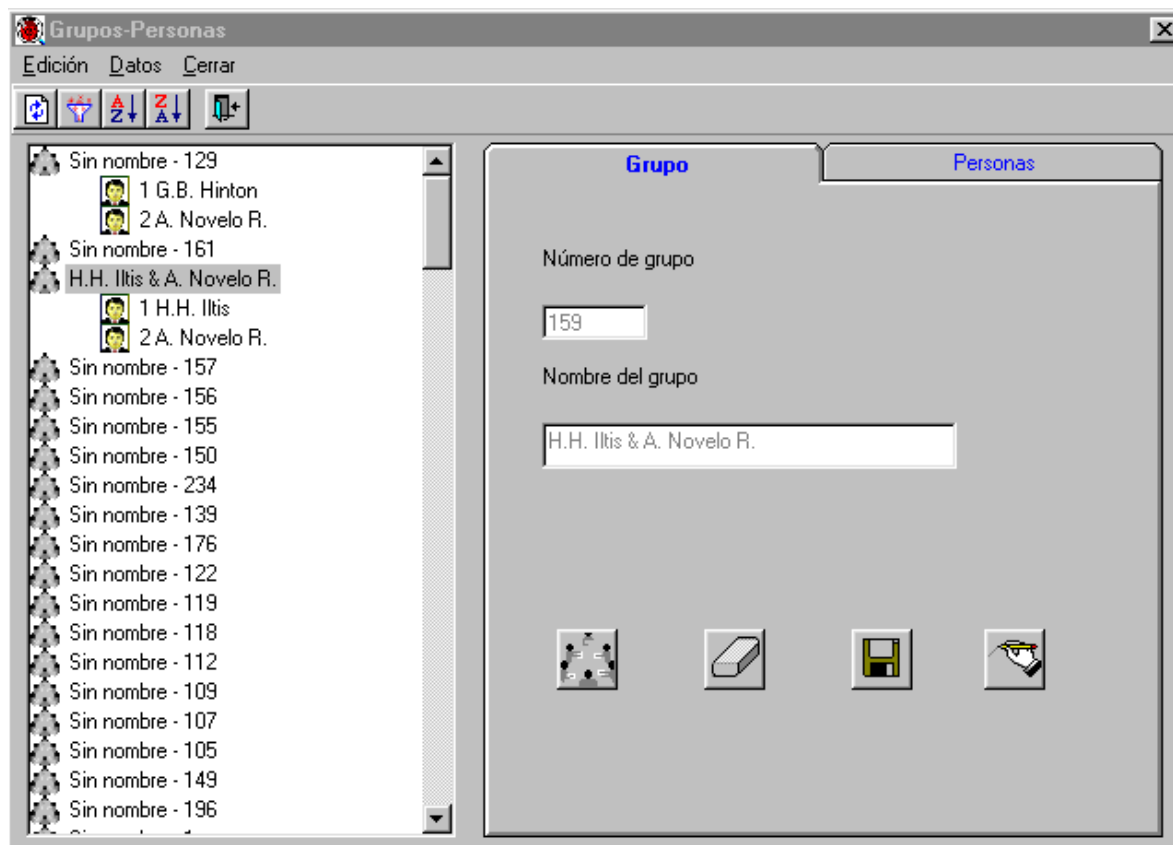 Grupos-Personas
Edición Datos Cerrar
Sin nombre - 129
1 G.B. Hinton
2 A. Novelo R.
Sin nombre - 161
H.H. Iltis & A. Novelo R.
1 H.H. Iltis
2 A. Novelo R.
Sin nombre - 157
Sin nombre - 156
Sin nombre - 155
Sin nombre - 150
Sin nombre - 234
Sin nombre - 139
Sin nombre - 176
Sin nombre - 122
Sin nombre - 119
Sin nombre - 118
Sin nombre - 112
Sin nombre - 109
Sin nombre - 107
Sin nombre - 105
Sin nombre - 149
Sin nombre - 196
Grupo
Personas
Número de grupo
159
Nombre del grupo
H.H. Iltis & A. Novelo R.